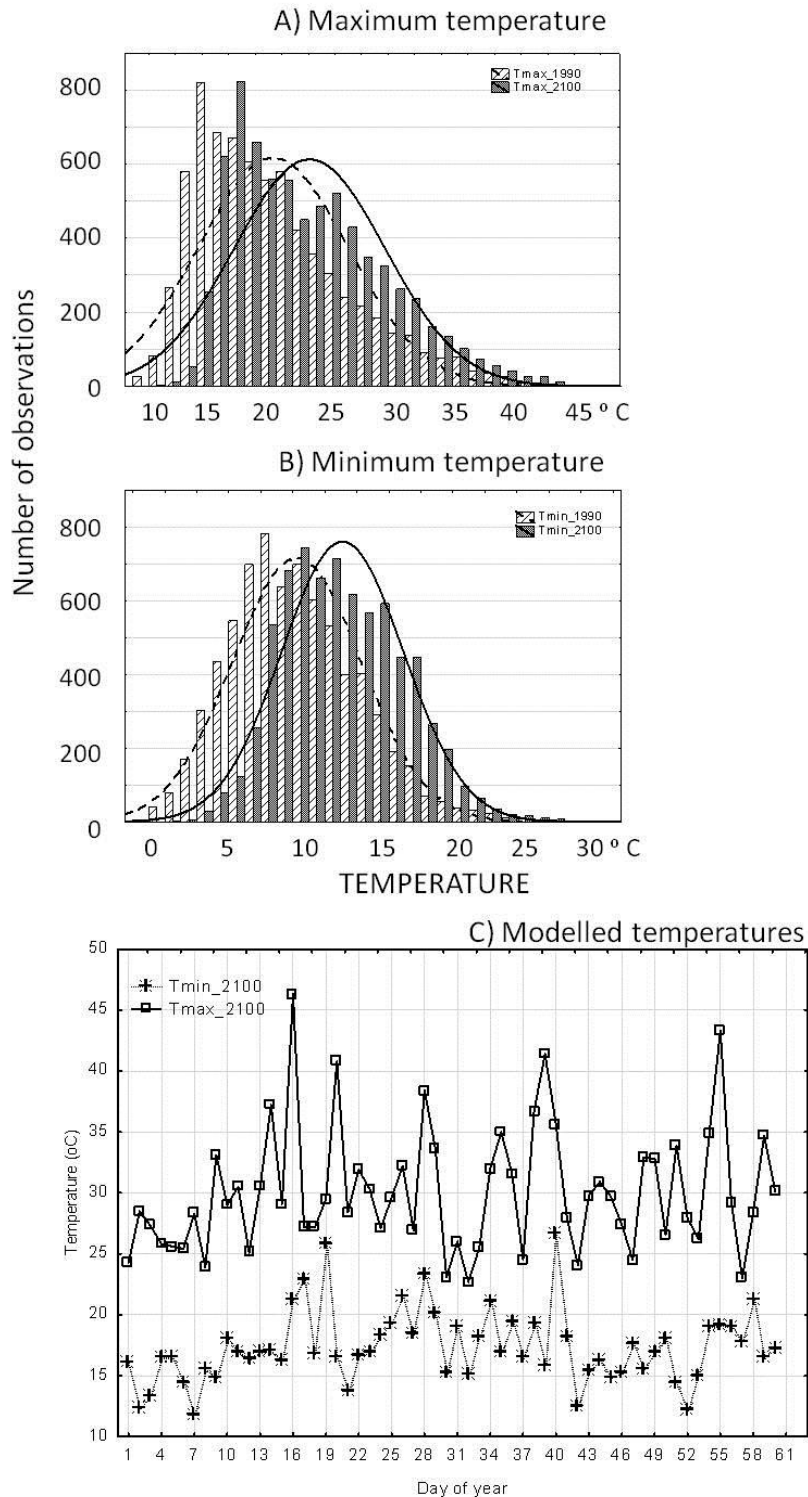 A) Maximum temperature
Tmax_1990
Tmax_2100
800
600
400
200
0
10 15 20 25 30 35 40 45 º C
Number of observations
B) Minimum temperature
Tmin_1990
Tmin_2100
800
600
400
200
0
0 5 10 15 20 25 30 º C
TEMPERATURE
C) Modelled temperatures
Tmin_2100
Tmax_2100
50
45
40
35
30
25
20
15
10
Temperature (oC)
1 4 7 10 13 16 19 22 25 28 31 34 37 40 43 46 49 52 55 58 61
Day of year